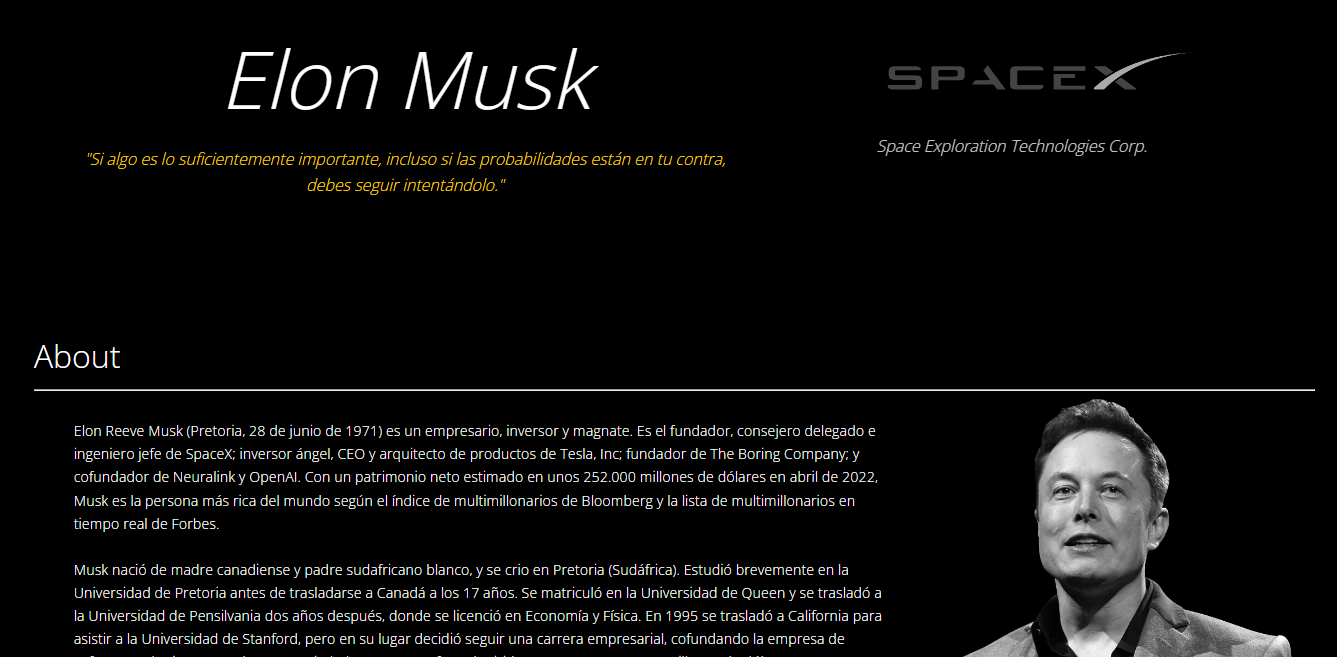 Elon Musk
"Si algo es lo suficientemente importante, incluso si las probabilidades están en tu contra,
debes seguir intentándolo."
SPACEX
Space Exploration Technologies Corp.
About
Elon Reeve Musk (Pretoria, 28 de junio de 1971) es un empresario, inversor y magnate. Es el fundador, consejero delegado e
ingeniero jefe de SpaceX; inversor ángel, CEO y arquitecto de productos de Tesla, Inc; fundador de The Boring Company; y
cofundador de Neuralink y OpenAI. Con un patrimonio neto estimado en unos 252.000 millones de dólares en abril de 2022,
Musk es la persona más rica del mundo según el índice de multimillonarios de Bloomberg y la lista de multimillonarios en
tiempo real de Forbes.
Musk nació de madre canadiense y padre sudafricano blanco, y se crio en Pretoria (Sudáfrica). Estudió brevemente en la
Universidad de Pretoria antes de trasladarse a Canadá a los 17 años. Se matriculó en la Universidad de Queen y se trasladó a
la Universidad de Pensilvania dos años después, donde se licenció en Economía y Física. En 1995 se trasladó a California para
asistir a la Universidad de Stanford, pero en su lugar decidió seguir una carrera empresarial, cofundando la empresa de